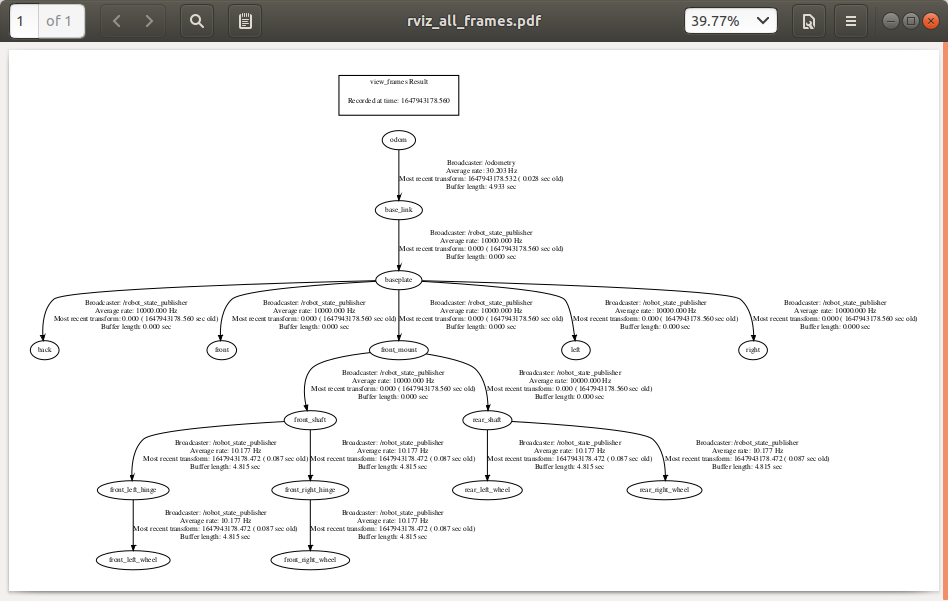 1 of 1
rviz_all_frames.pdf
39.77%
view_frames Result
Recorded at time: 1647943178.560
odom
Broadcaster: /odometry
Average rate: 30.203 Hz
Most recent transform: 1647943178.532 ( 0.028 sec old)
Buffer length: 4.933 sec
base_link
Broadcaster: /robot_state_publisher
Average rate: 10000.000 Hz
Most recent transform: 0.000 ( 1647943178.560 sec old)
Buffer length: 0.000 sec
baseplate
Broadcaster: /robot_state_publisher
Average rate: 10000.000 Hz
Most recent transform: 0.000 ( 1647943178.560 sec old)
Buffer length: 0.000 sec
Broadcaster: /robot_state_publisher
Average rate: 10000.000 Hz
Most recent transform: 0.000 ( 1647943178.560 sec old)
Buffer length: 0.000 sec
Broadcaster: /robot_state_publisher
Average rate: 10000.000 Hz
Most recent transform: 0.000 ( 1647943178.560 sec old)
Buffer length: 0.000 sec
Broadcaster: /robot_state_publisher
Average rate: 10000.000 Hz
Most recent transform: 0.000 ( 1647943178.560 sec old)
Buffer length: 0.000 sec
Broadcaster: /robot_state_publisher
Average rate: 10000.000 Hz
Most recent transform: 0.000 ( 1647943178.560 sec old)
Buffer length: 0.000 sec
back
front
front_mount
left
right
Broadcaster: /robot_state_publisher
Average rate: 10000.000 Hz
Most recent transform: 0.000 ( 1647943178.560 sec old)
Buffer length: 0.000 sec
Broadcaster: /robot_state_publisher
Average rate: 10000.000 Hz
Most recent transform: 0.000 ( 1647943178.560 sec old)
Buffer length: 0.000 sec
front_shaft
rear_shaft
Broadcaster: /robot_state_publisher
Average rate: 10.177 Hz
Most recent transform: 1647943178.472 ( 0.087 sec old)
Buffer length: 4.815 sec
Broadcaster: /robot_state_publisher
Average rate: 10.177 Hz
Most recent transform: 1647943178.472 ( 0.087 sec old)
Buffer length: 4.815 sec
Broadcaster: /robot_state_publisher
Average rate: 10.177 Hz
Most recent transform: 1647943178.472 ( 0.087 sec old)
Buffer length: 4.815 sec
Broadcaster: /robot_state_publisher
Average rate: 10.177 Hz
Most recent transform: 1647943178.472 ( 0.087 sec old)
Buffer length: 4.815 sec
front_left_hinge
front_right_hinge
rear_left_wheel
rear_right_wheel
Broadcaster: /robot_state_publisher
Average rate: 10.177 Hz
Most recent transform: 1647943178.472 ( 0.087 sec old)
Buffer length: 4.815 sec
Broadcaster: /robot_state_publisher
Average rate: 10.177 Hz
Most recent transform: 1647943178.472 ( 0.087 sec old)
Buffer length: 4.815 sec
front_left_wheel
front_right_wheel